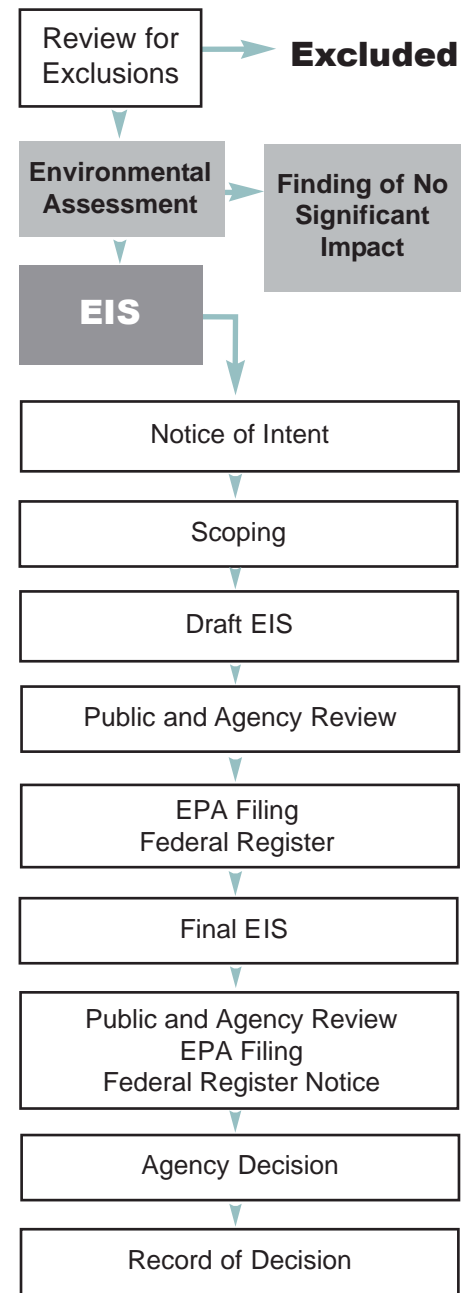 Review for
Exclusions
Excluded
Environmental
Assessment
Finding of No
Significant
Impact
EIS
Notice of Intent
Scoping
Draft EIS
Public and Agency Review
EPA Filing
Federal Register
Final EIS
Public and Agency Review
EPA Filing
Federal Register Notice
Agency Decision
Record of Decision